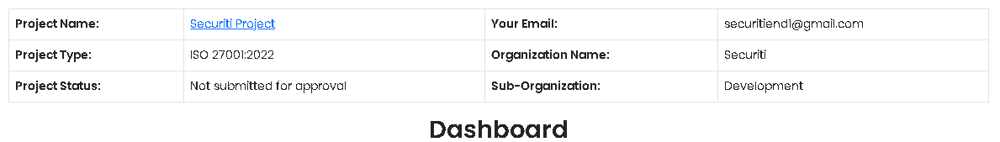 Project Name: Securiti Project Your Email: securitiend1@gmail.com
Project Type: ISO 27001:2022 Organization Name: Securiti
Project Status: Not submitted for approval Sub-Organization: Development
Dashboard